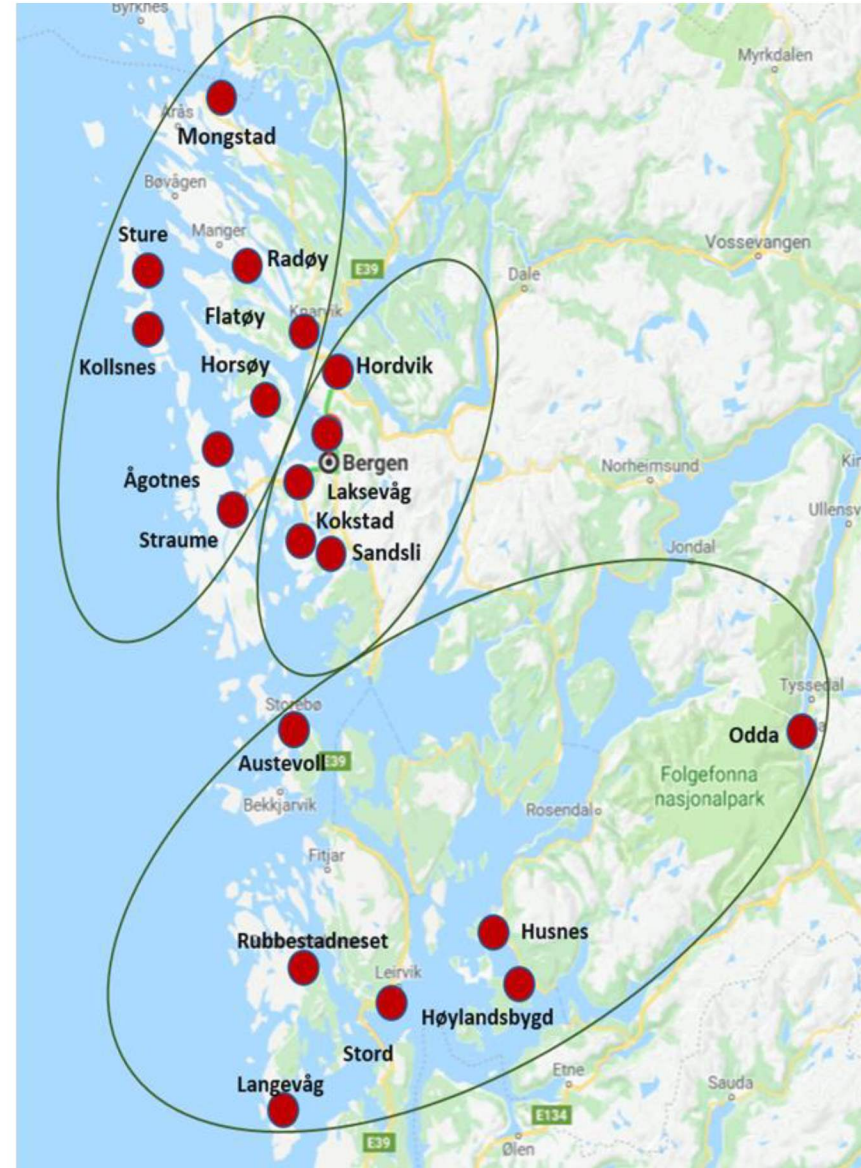 Byrknes
Myrkdalen
Årås
Mongstad
Bøvågen
Sture
Manger
Radøy
Vossevangen
E39
Dale
Flatøy
Knarvik
Kollsnes
Horsøy
Hordvik
Bergen
Norheimsund
Ågotnes
Laksevåg
Kokstad
Ullensv
Straume
Sandsli
Jondal
Tyssedal
Storebø
Odda
Austevoll
E39
Folgefonna
nasjonalpark
Bekkjarvik
Rosendal
Fitjar
Husnes
Rubbestadneset
Leirvik
Høylandsbygd
Stord
Langevåg
Etne
Sauda
E134
E39
Ølen